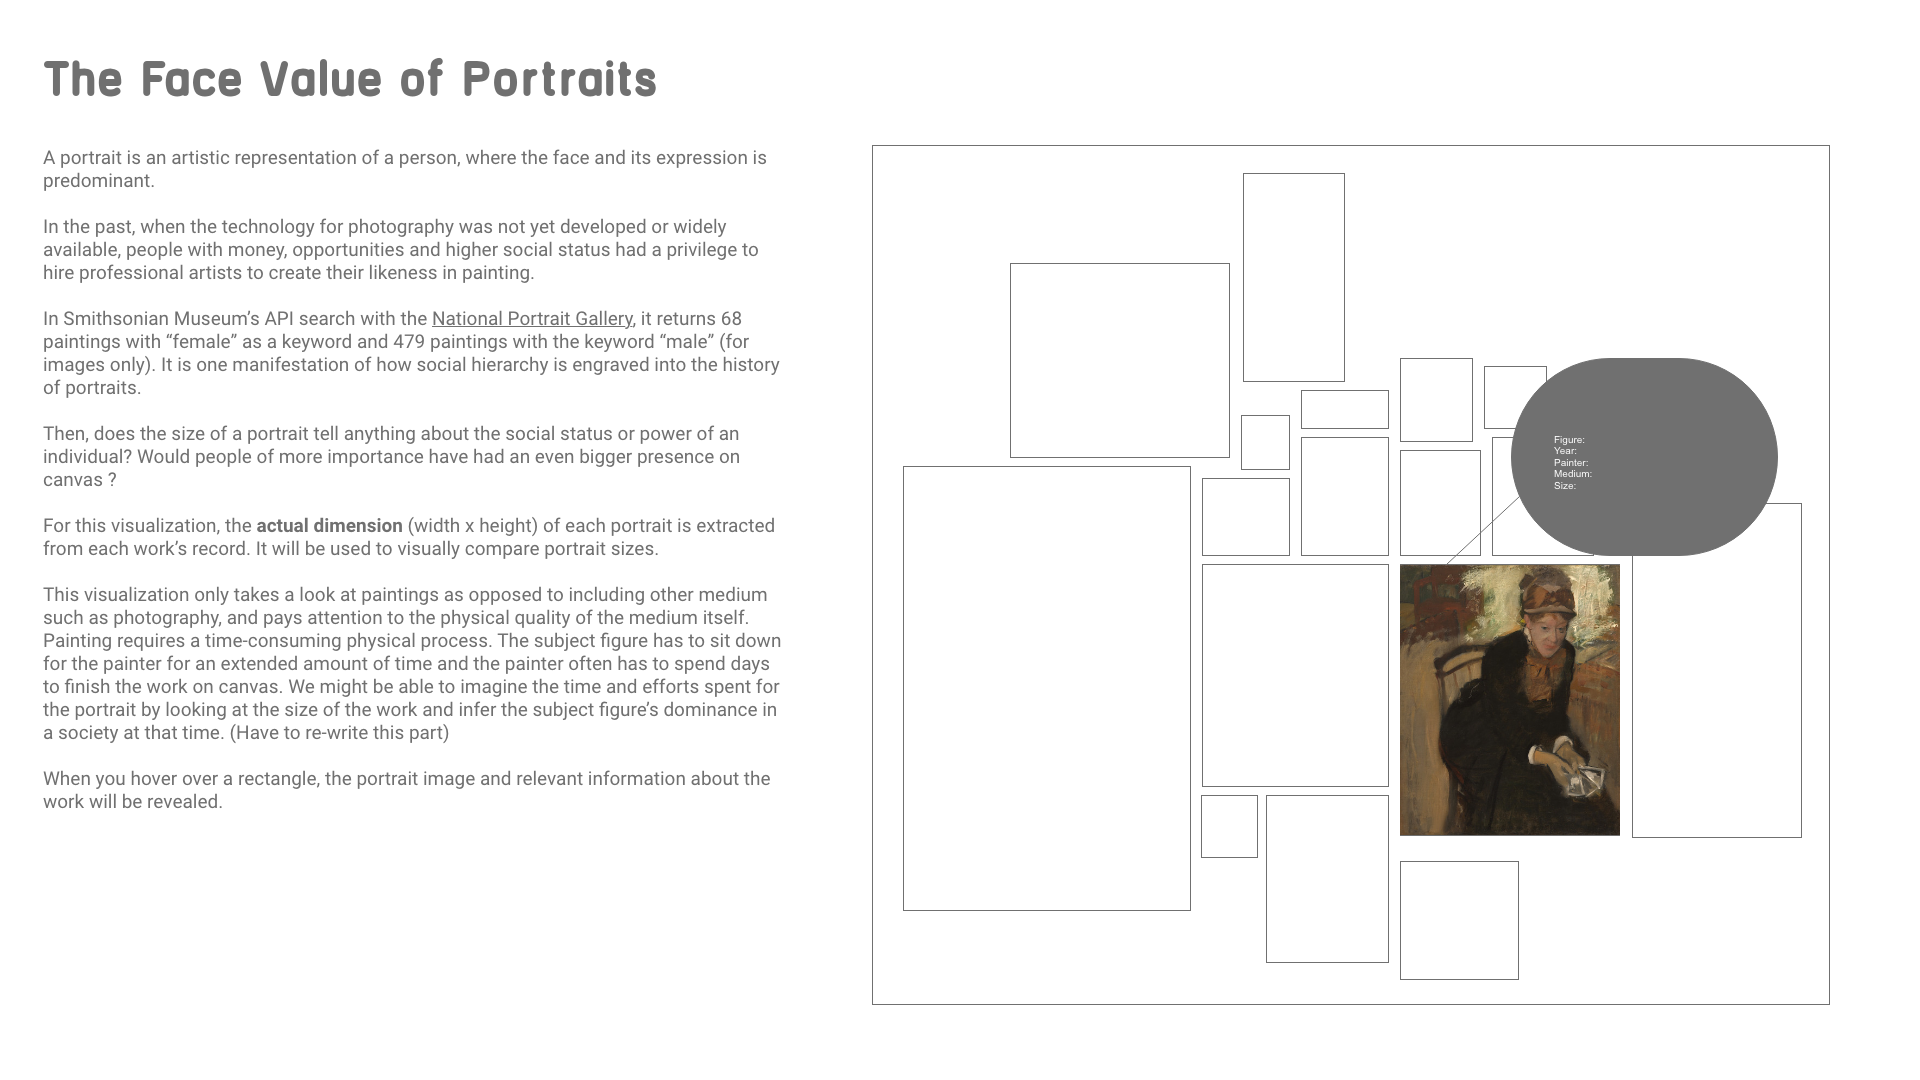 The Face Value of Portraits
A portrait is an artistic representation of a person, where the face and its expression is
predominant.
In the past, when the technology for photography was not yet developed or widely
available, people with money, opportunities and higher social status had a privilege to
hire professional artists to create their likeness in painting.
In Smithsonian Museum’s API search with the National Portrait Gallery, it returns 68
paintings with “female” as a keyword and 479 paintings with the keyword “male” (for
images only). It is one manifestation of how social hierarchy is engraved into the history
of portraits.
Then, does the size of a portrait tell anything about the social status or power of an
individual? Would people of more importance have had an even bigger presence on
canvas ?
For this visualization, the actual dimension (width x height) of each portrait is extracted
from each work’s record. It will be used to visually compare portrait sizes.
This visualization only takes a look at paintings as opposed to including other medium
such as photography, and pays attention to the physical quality of the medium itself.
Painting requires a time-consuming physical process. The subject figure has to sit down
for the painter for an extended amount of time and the painter often has to spend days
to finish the work on canvas. We might be able to imagine the time and efforts spent for
the portrait by looking at the size of the work and infer the subject figure’s dominance in
a society at that time. (Have to re-write this part)
When you hover over a rectangle, the portrait image and relevant information about the
work will be revealed.
Figure:
Year:
Painter:
Medium:
Size: